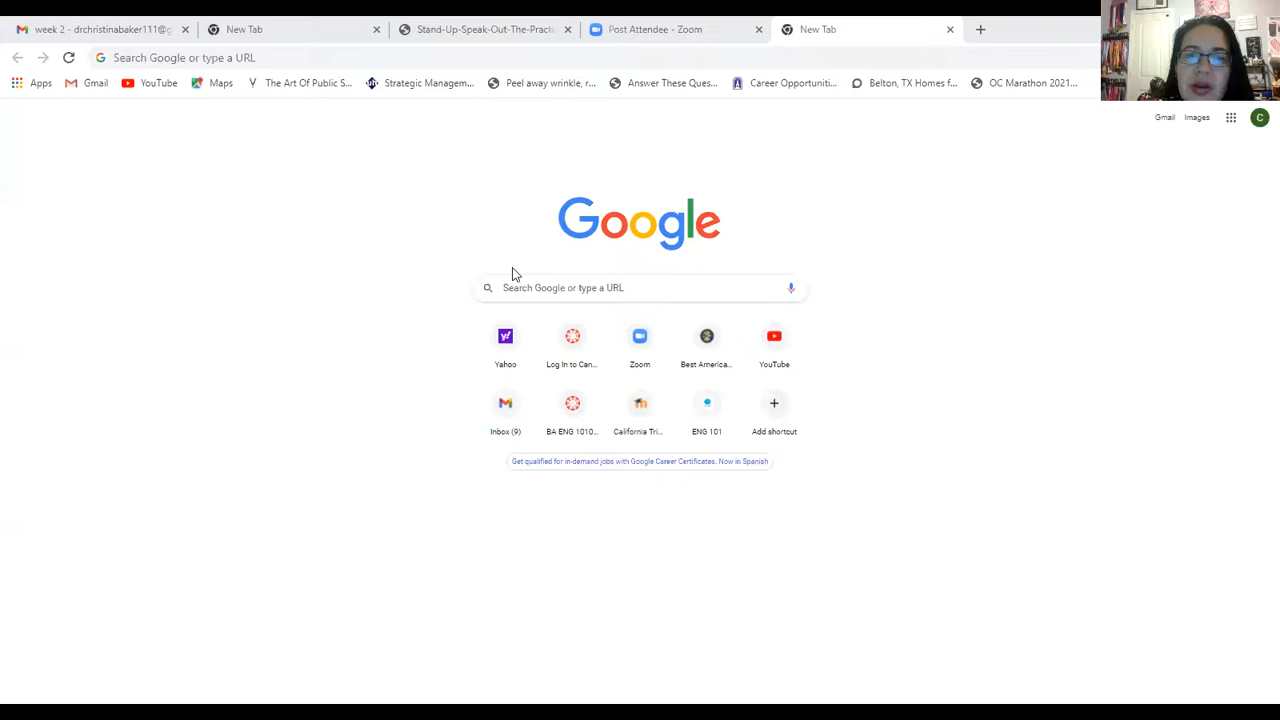 week 2 - drchristinabaker111@g
New Tab
Stand-Up-Speak-Out-The-Practi
Post Attendee - Zoom
New Tab
Search Google or type a URL
Apps
Gmail
YouTube
Maps
The Art Of Public S...
Strategic Managem...
Peel away wrinkle, r...
Answer These Ques...
Career Opportuniti...
Belton, TX Homes f...
OC Marathon 2021...
Gmail
Images
C
Google
Search Google or type a URL
Yahoo
Log In to Can...
Zoom
Best America...
YouTube
Inbox (9)
BA ENG 1010...
California Tri...
ENG 101
Add shortcut
Get qualified for in-demand jobs with Google Career Certificates. Now in Spanish